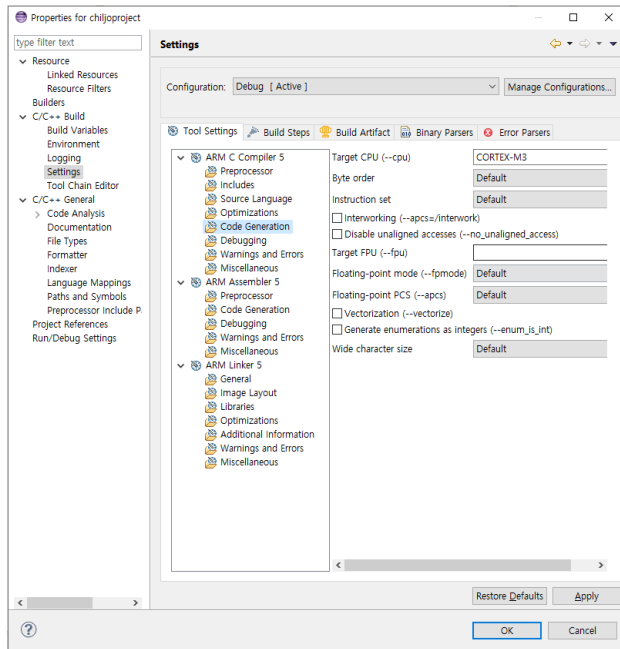 Properties for chiljoproject
type filter text
Resource
Linked Resources
Resource Filters
Builders
C/C++ Build
Build Variables
Environment
Logging
Settings
Tool Chain Editor
C/C++ General
Code Analysis
Documentation
File Types
Formatter
Indexer
Language Mappings
Paths and Symbols
Preprocessor Include P
Project References
Run/Debug Settings
Settings
Configuration: Debug [ Active ]
Manage Configurations...
Tool Settings Build Steps Build Artifact Binary Parsers Error Parsers
ARM C Compiler 5
Preprocessor
Includes
Source Language
Optimizations
Code Generation
Debugging
Warnings and Errors
Miscellaneous
ARM Assembler 5
Preprocessor
Code Generation
Debugging
Warnings and Errors
Miscellaneous
ARM Linker 5
General
Image Layout
Libraries
Optimizations
Additional Information
Warnings and Errors
Miscellaneous
Target CPU (--cpu) CORTEX-M3
Byte order Default
Instruction set Default
Interworking (--apcs=/interwork)
Disable unaligned accesses (--no_unaligned_access)
Target FPU (--fpu)
Floating-point mode (--fpmode) Default
Floating-point PCS (--apcs) Default
Vectorization (--vectorize)
Generate enumerations as integers (--enum_is_int)
Wide character size Default
Restore Defaults Apply
OK Cancel